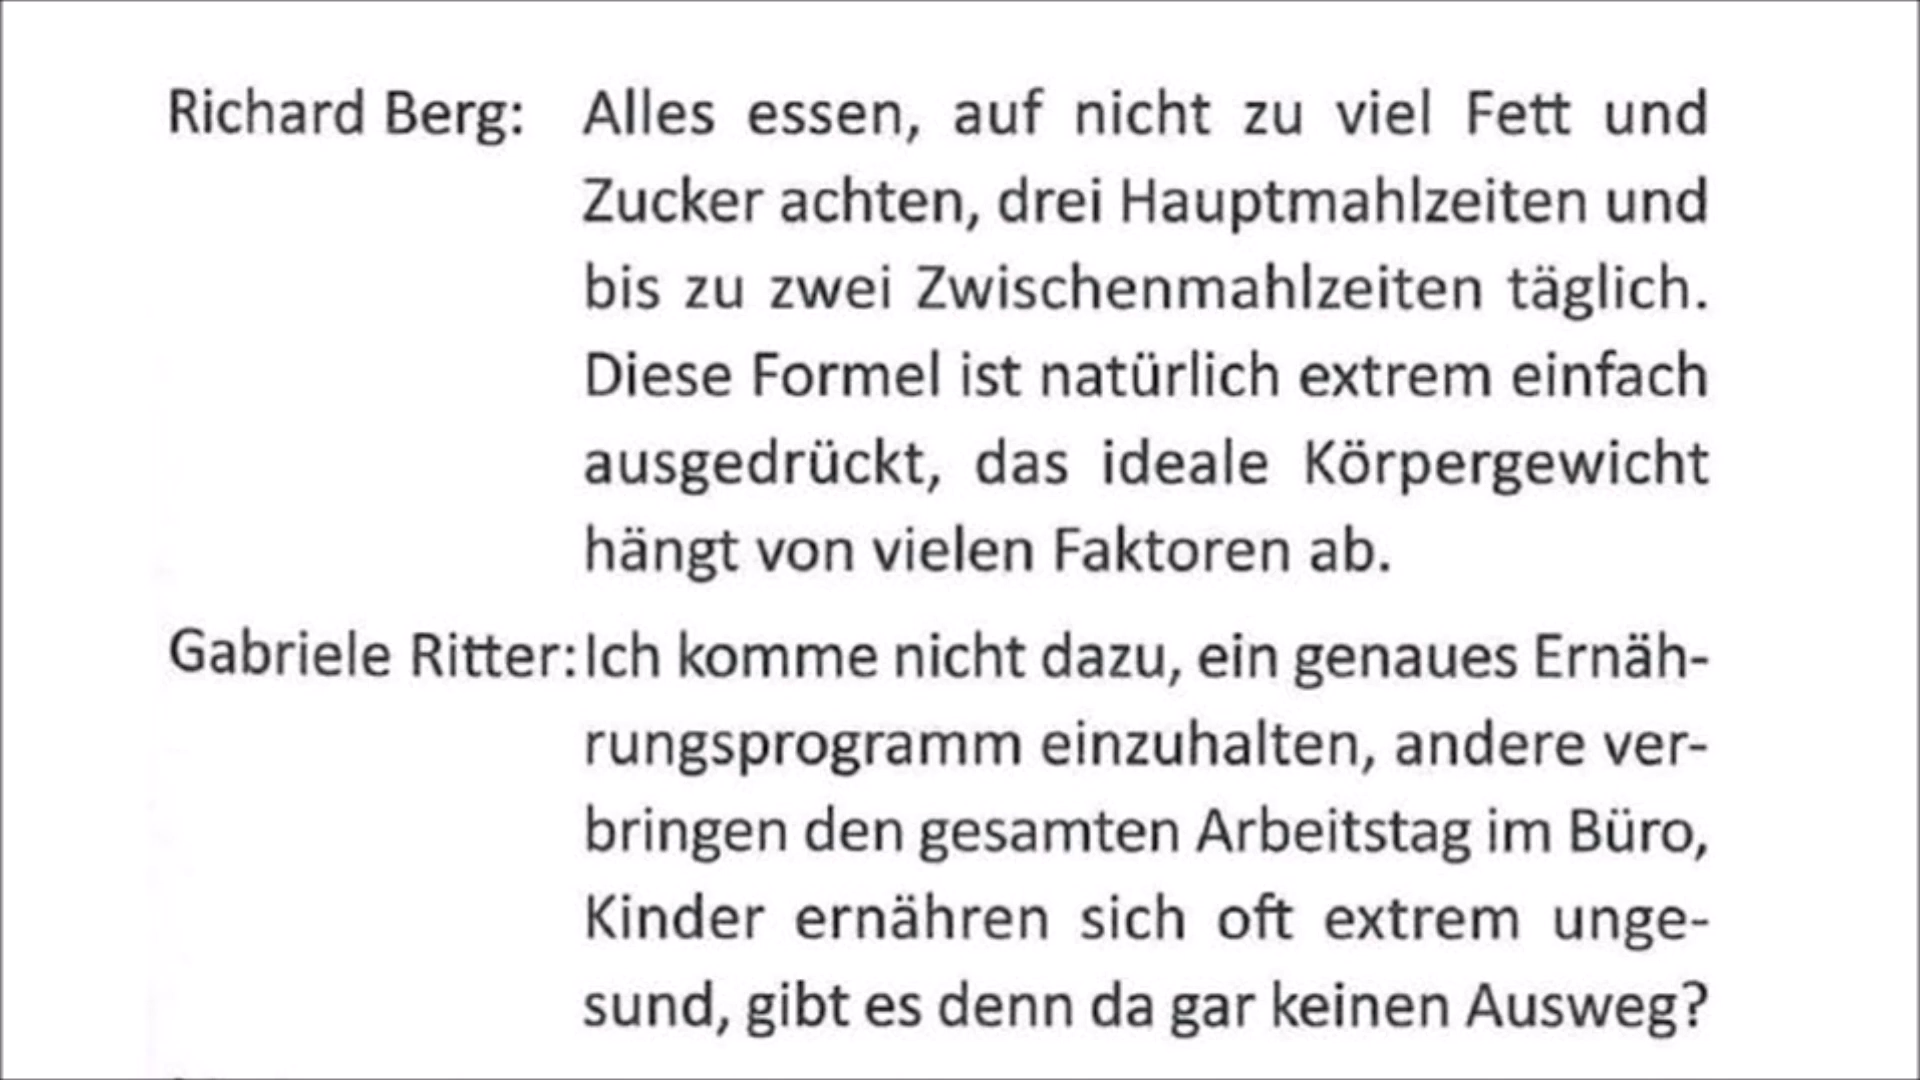 Richard Berg: Alles essen, auf nicht zu viel Fett und
Zucker achten, drei Hauptmahlzeiten und
bis zu zwei Zwischenmahlzeiten täglich.
Diese Formel ist natürlich extrem einfach
ausgedrückt, das ideale Körpergewicht
hängt von vielen Faktoren ab.
Gabriele Ritter: Ich komme nicht dazu, ein genaues Ernäh-
rungsprogramm einzuhalten, andere ver-
bringen den gesamten Arbeitstag im Büro,
Kinder ernähren sich oft extrem unge-
sund, gibt es denn da gar keinen Ausweg?